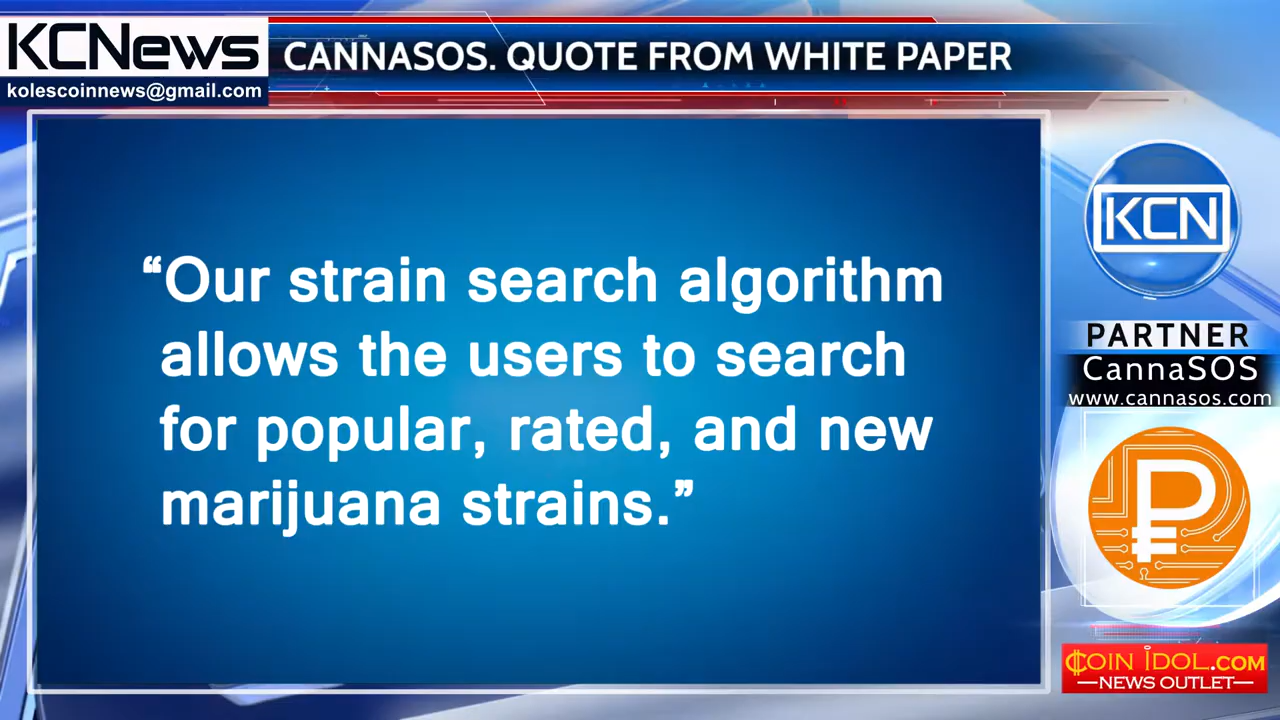 KCNews
kolescoinnews@gmail.com
CANNASOS. QUOTE FROM WHITE PAPER
“Our strain search algorithm
allows the users to search
for popular, rated, and new
marijuana strains.”
KCN
PARTNER
CannaSOS
www.cannasos.com
COIN IDOL.COM
NEWS OUTLET